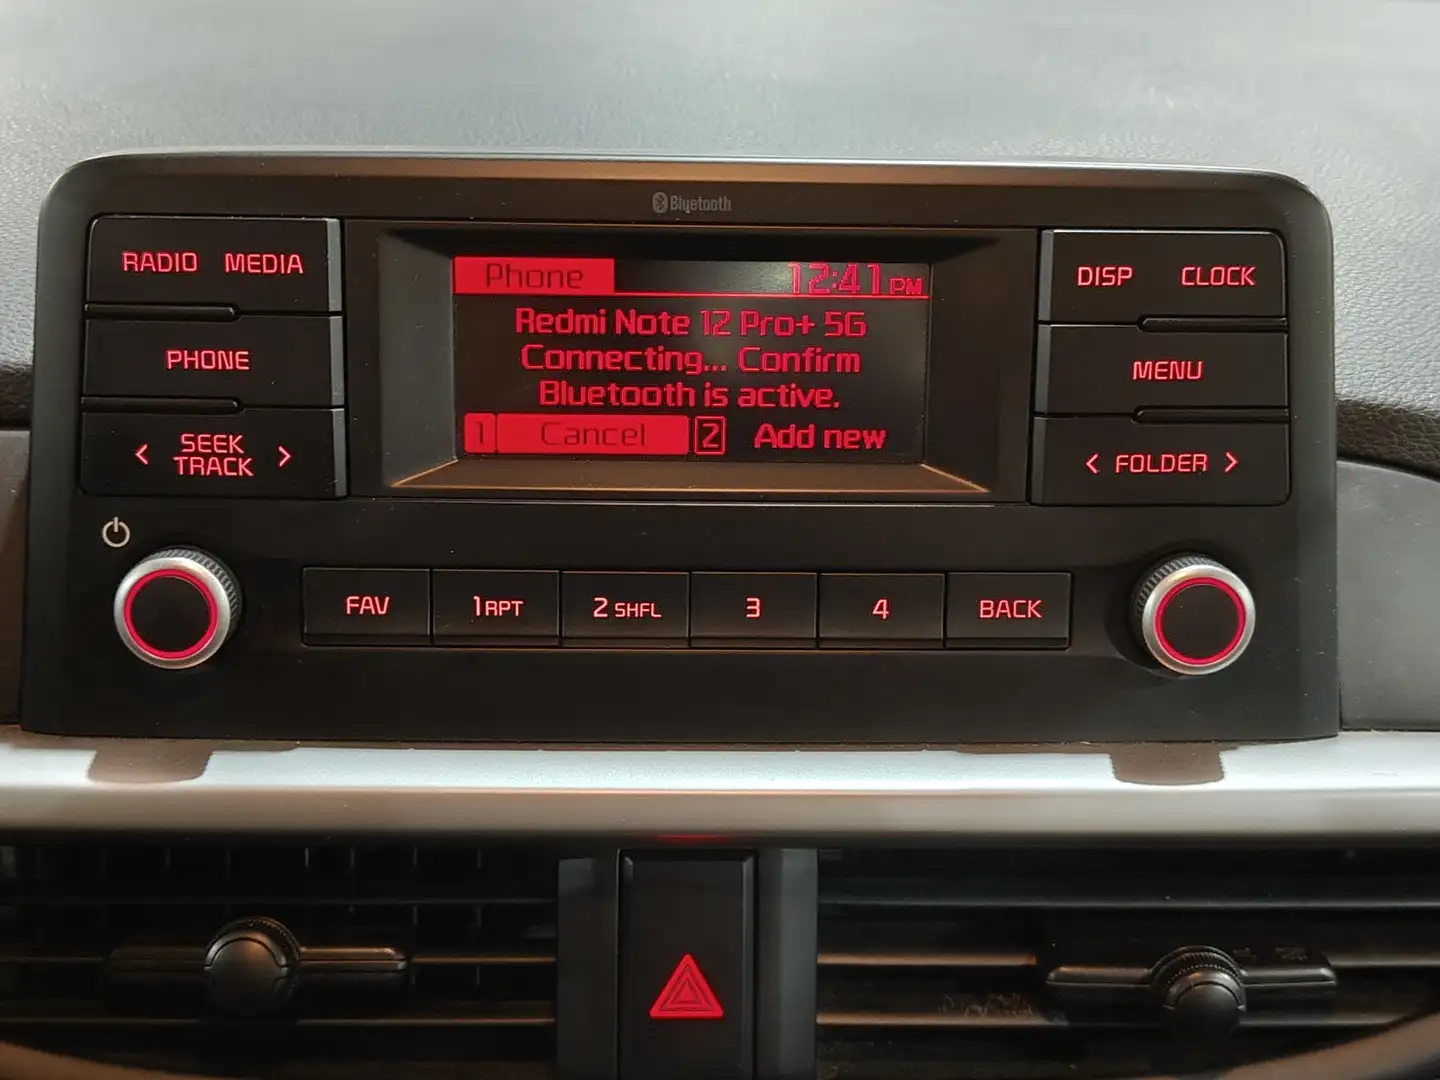 Bluetooth
RADIO MEDIA
PHONE
< SEEK >
TRACK
Phone 12:41 PM
Redmi Note 12 Pro+ 5G
Connecting... Confirm
Bluetooth is active.
1 Cancel 2 Add new
DISP CLOCK
MENU
< FOLDER >
FAV 1 RPT 2 SHFL 3 4 BACK